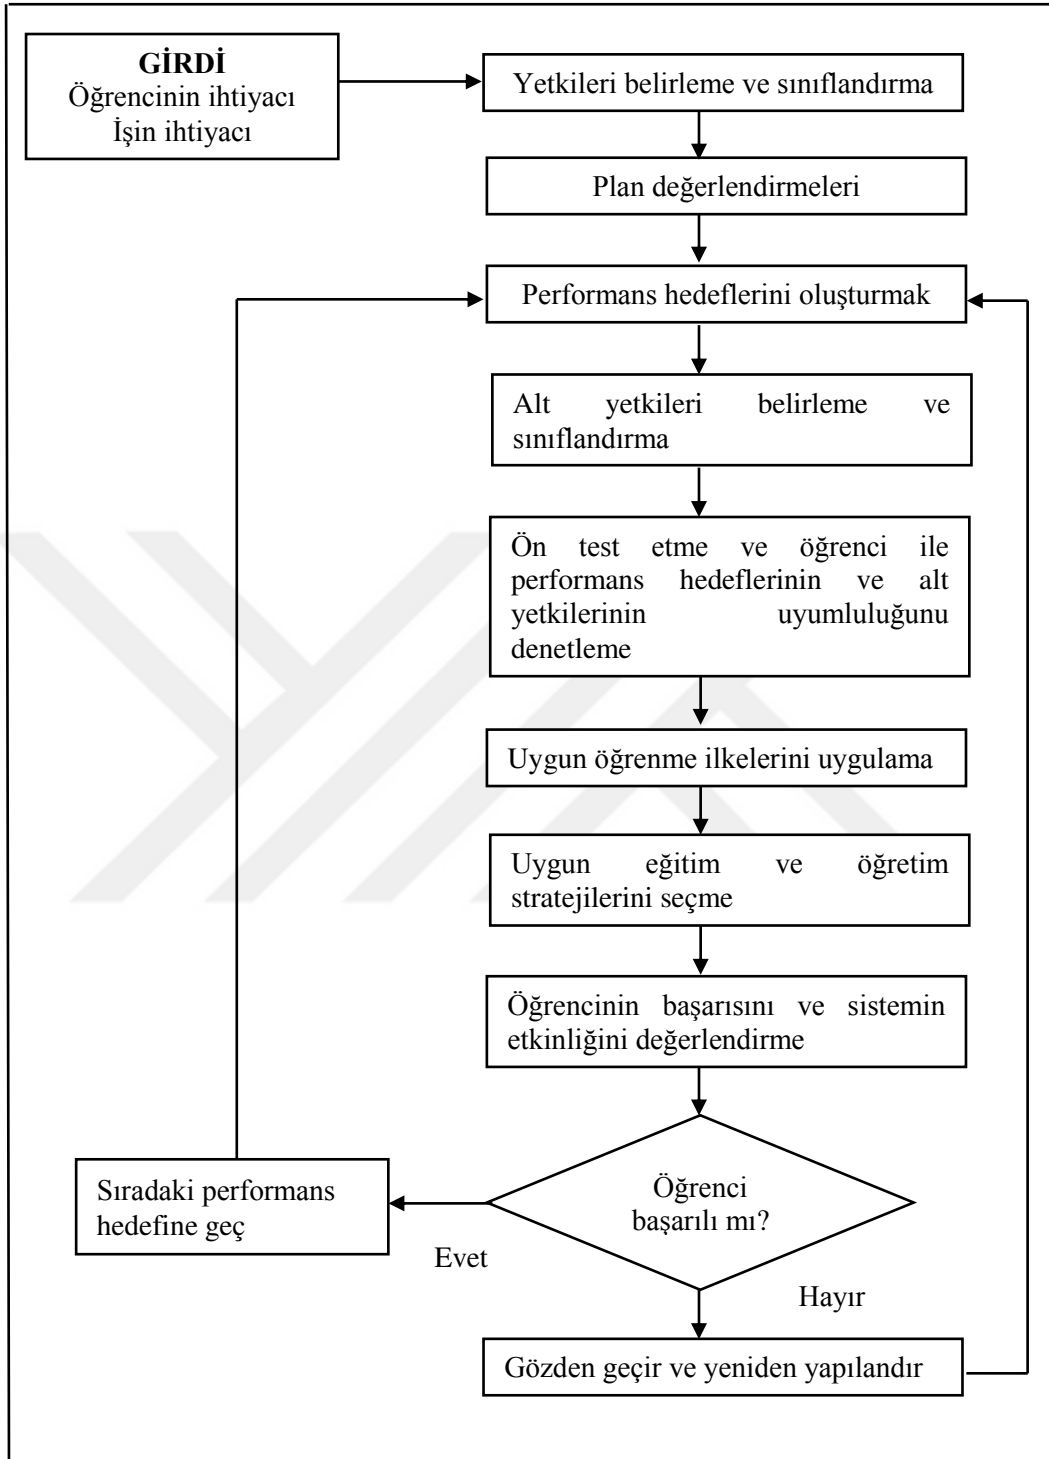 GİRDİ
Öğrencinin ihtiyacı
İşin ihtiyacı
Yetkileri belirleme ve sınıflandırma
Plan değerlendirmeleri
Performans hedeflerini oluşturmak
Alt yetkileri belirleme ve
sınıflandırma
Ön test etme ve öğrenci ile
performans hedeflerinin ve alt
yetkilerinin uyumluluğunu
denetleme
Uygun öğrenme ilkelerini uygulama
Uygun eğitim ve öğretim
stratejilerini seçme
Öğrencinin başarısını ve sistemin
etkinliğini değerlendirme
Öğrenci
başarılı mı?
Sıradaki performans
hedefine geç
Evet
Hayır
Gözden geçir ve yeniden yapılandır